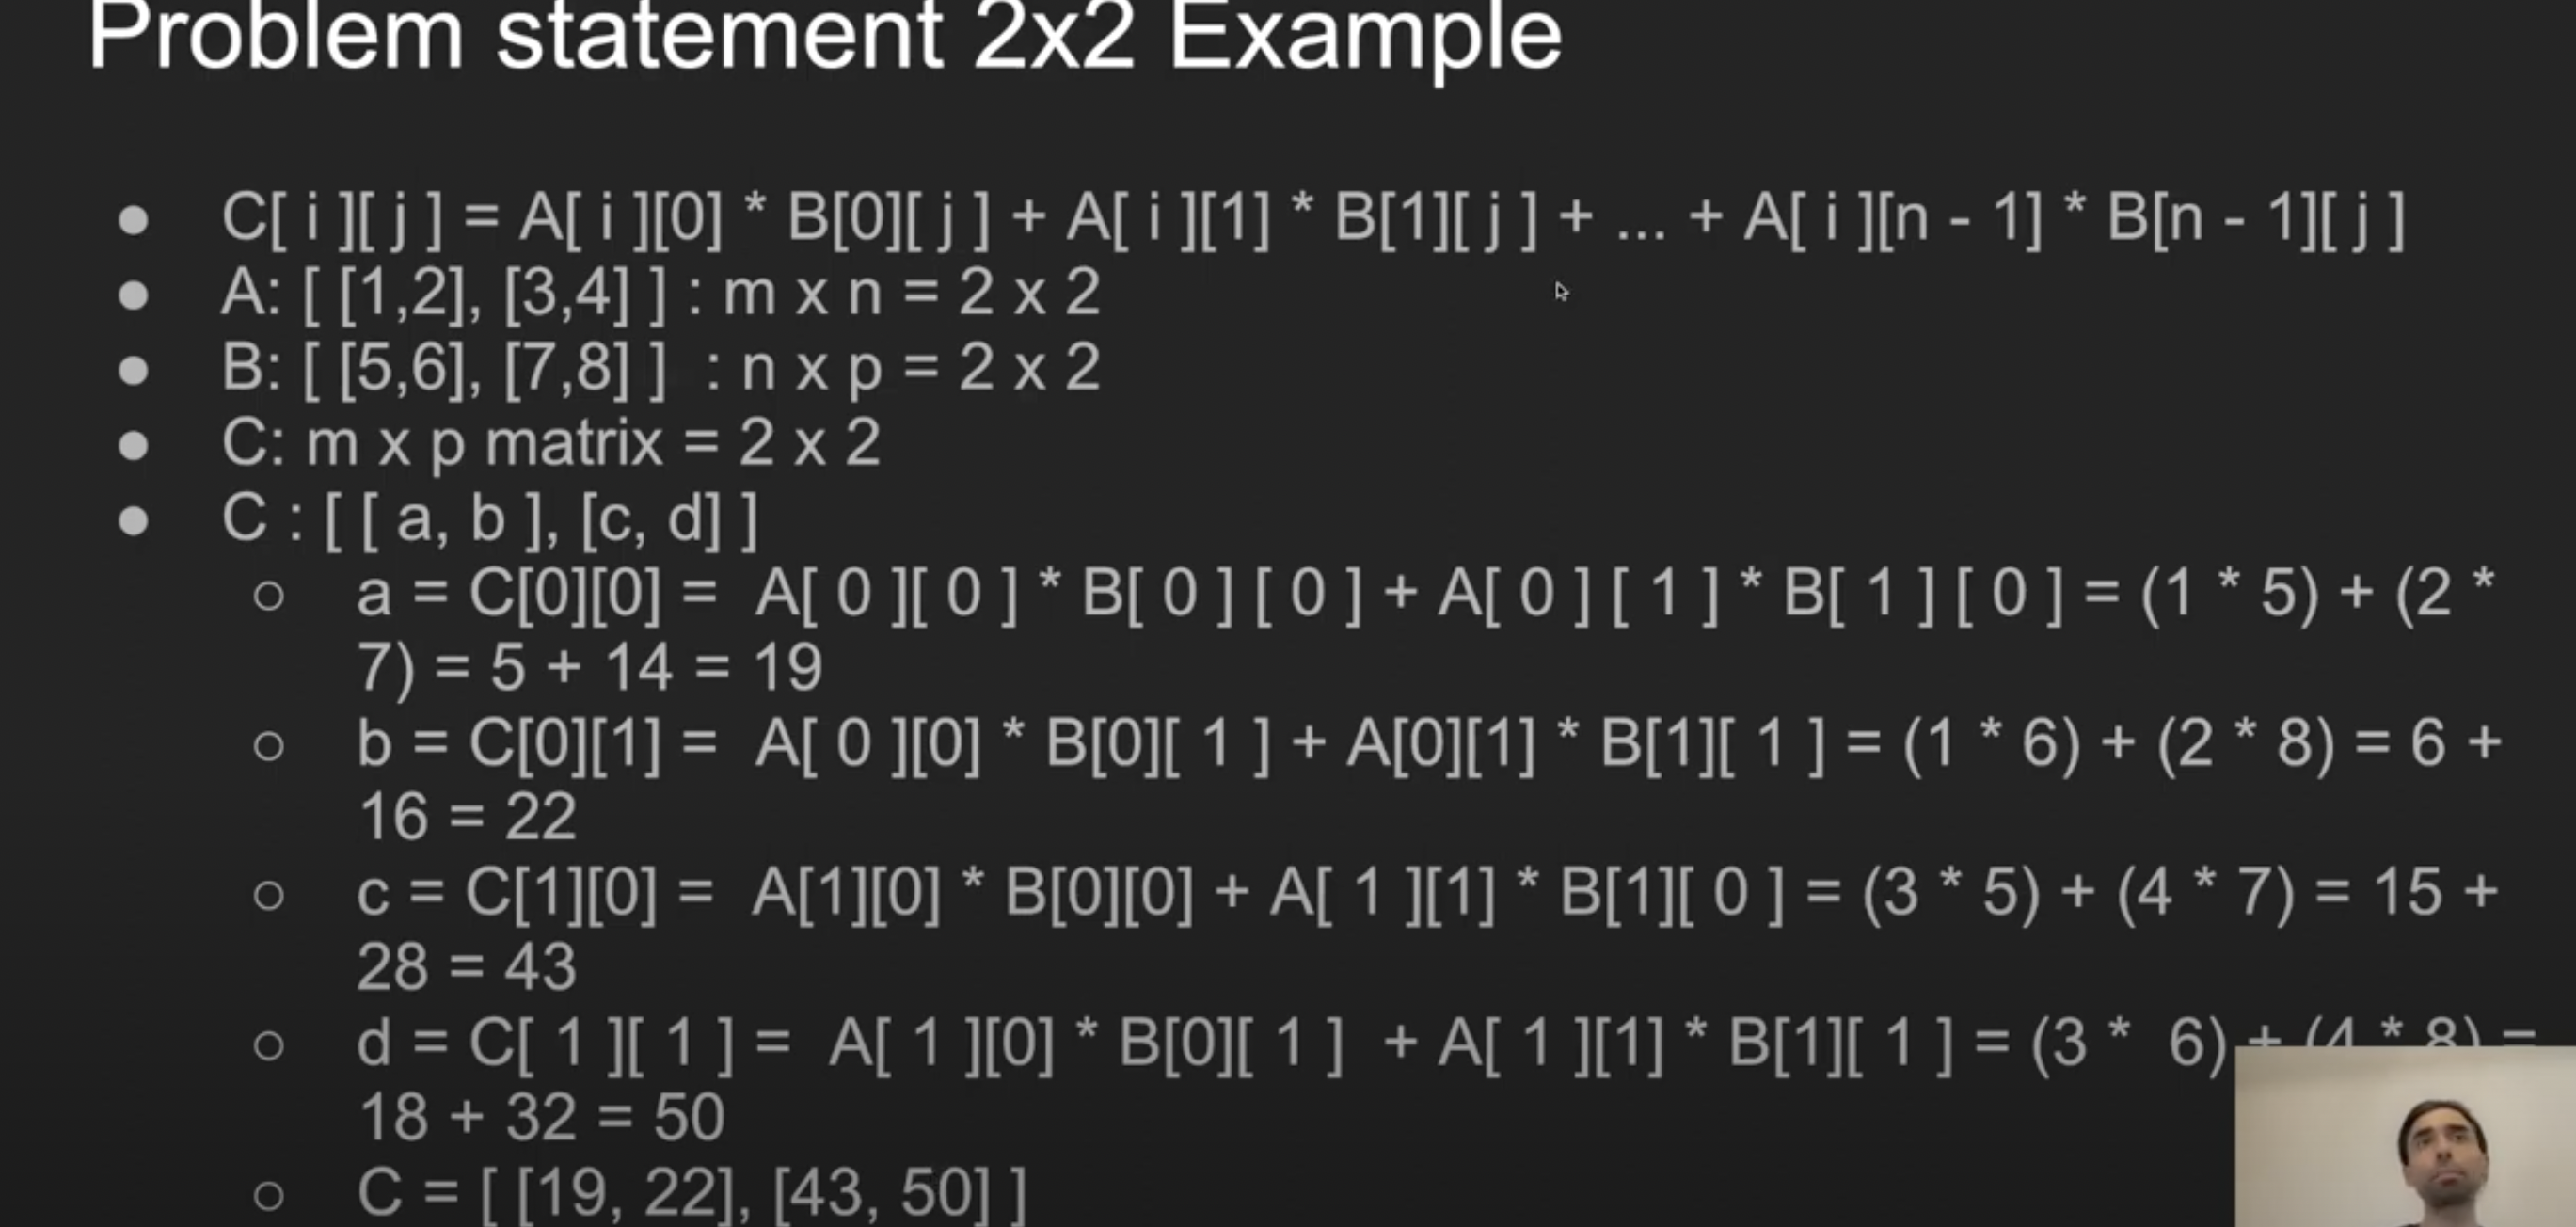 Problem statement 2x2 Example
● C[ i ][ j ] = A[ i ][0] * B[0][ j ] + A[ i ][1] * B[1][ j ] + ... + A[ i ][n - 1] * B[n - 1][ j ]
● A: [ [1,2], [3,4] ] : m x n = 2 x 2
● B: [ [5,6], [7,8] ] : n x p = 2 x 2
● C: m x p matrix = 2 x 2
● C : [ [ a, b ], [c, d] ]
○ a = C[0][0] = A[ 0 ][ 0 ] * B[ 0 ] [ 0 ] + A[ 0 ] [ 1 ] * B[ 1 ] [ 0 ] = (1 * 5) + (2 *
7) = 5 + 14 = 19
○ b = C[0][1] = A[ 0 ][0] * B[0][ 1 ] + A[0][1] * B[1][ 1 ] = (1 * 6) + (2 * 8) = 6 +
16 = 22
○ c = C[1][0] = A[1][0] * B[0][0] + A[ 1 ][1] * B[1][ 0 ] = (3 * 5) + (4 * 7) = 15 +
28 = 43
○ d = C[ 1 ][ 1 ] = A[ 1 ][0] * B[0][ 1 ] + A[ 1 ][1] * B[1][ 1 ] = (3 * 6) + (4 * 8) =
18 + 32 = 50
○ C = [ [19, 22], [43, 50] ]